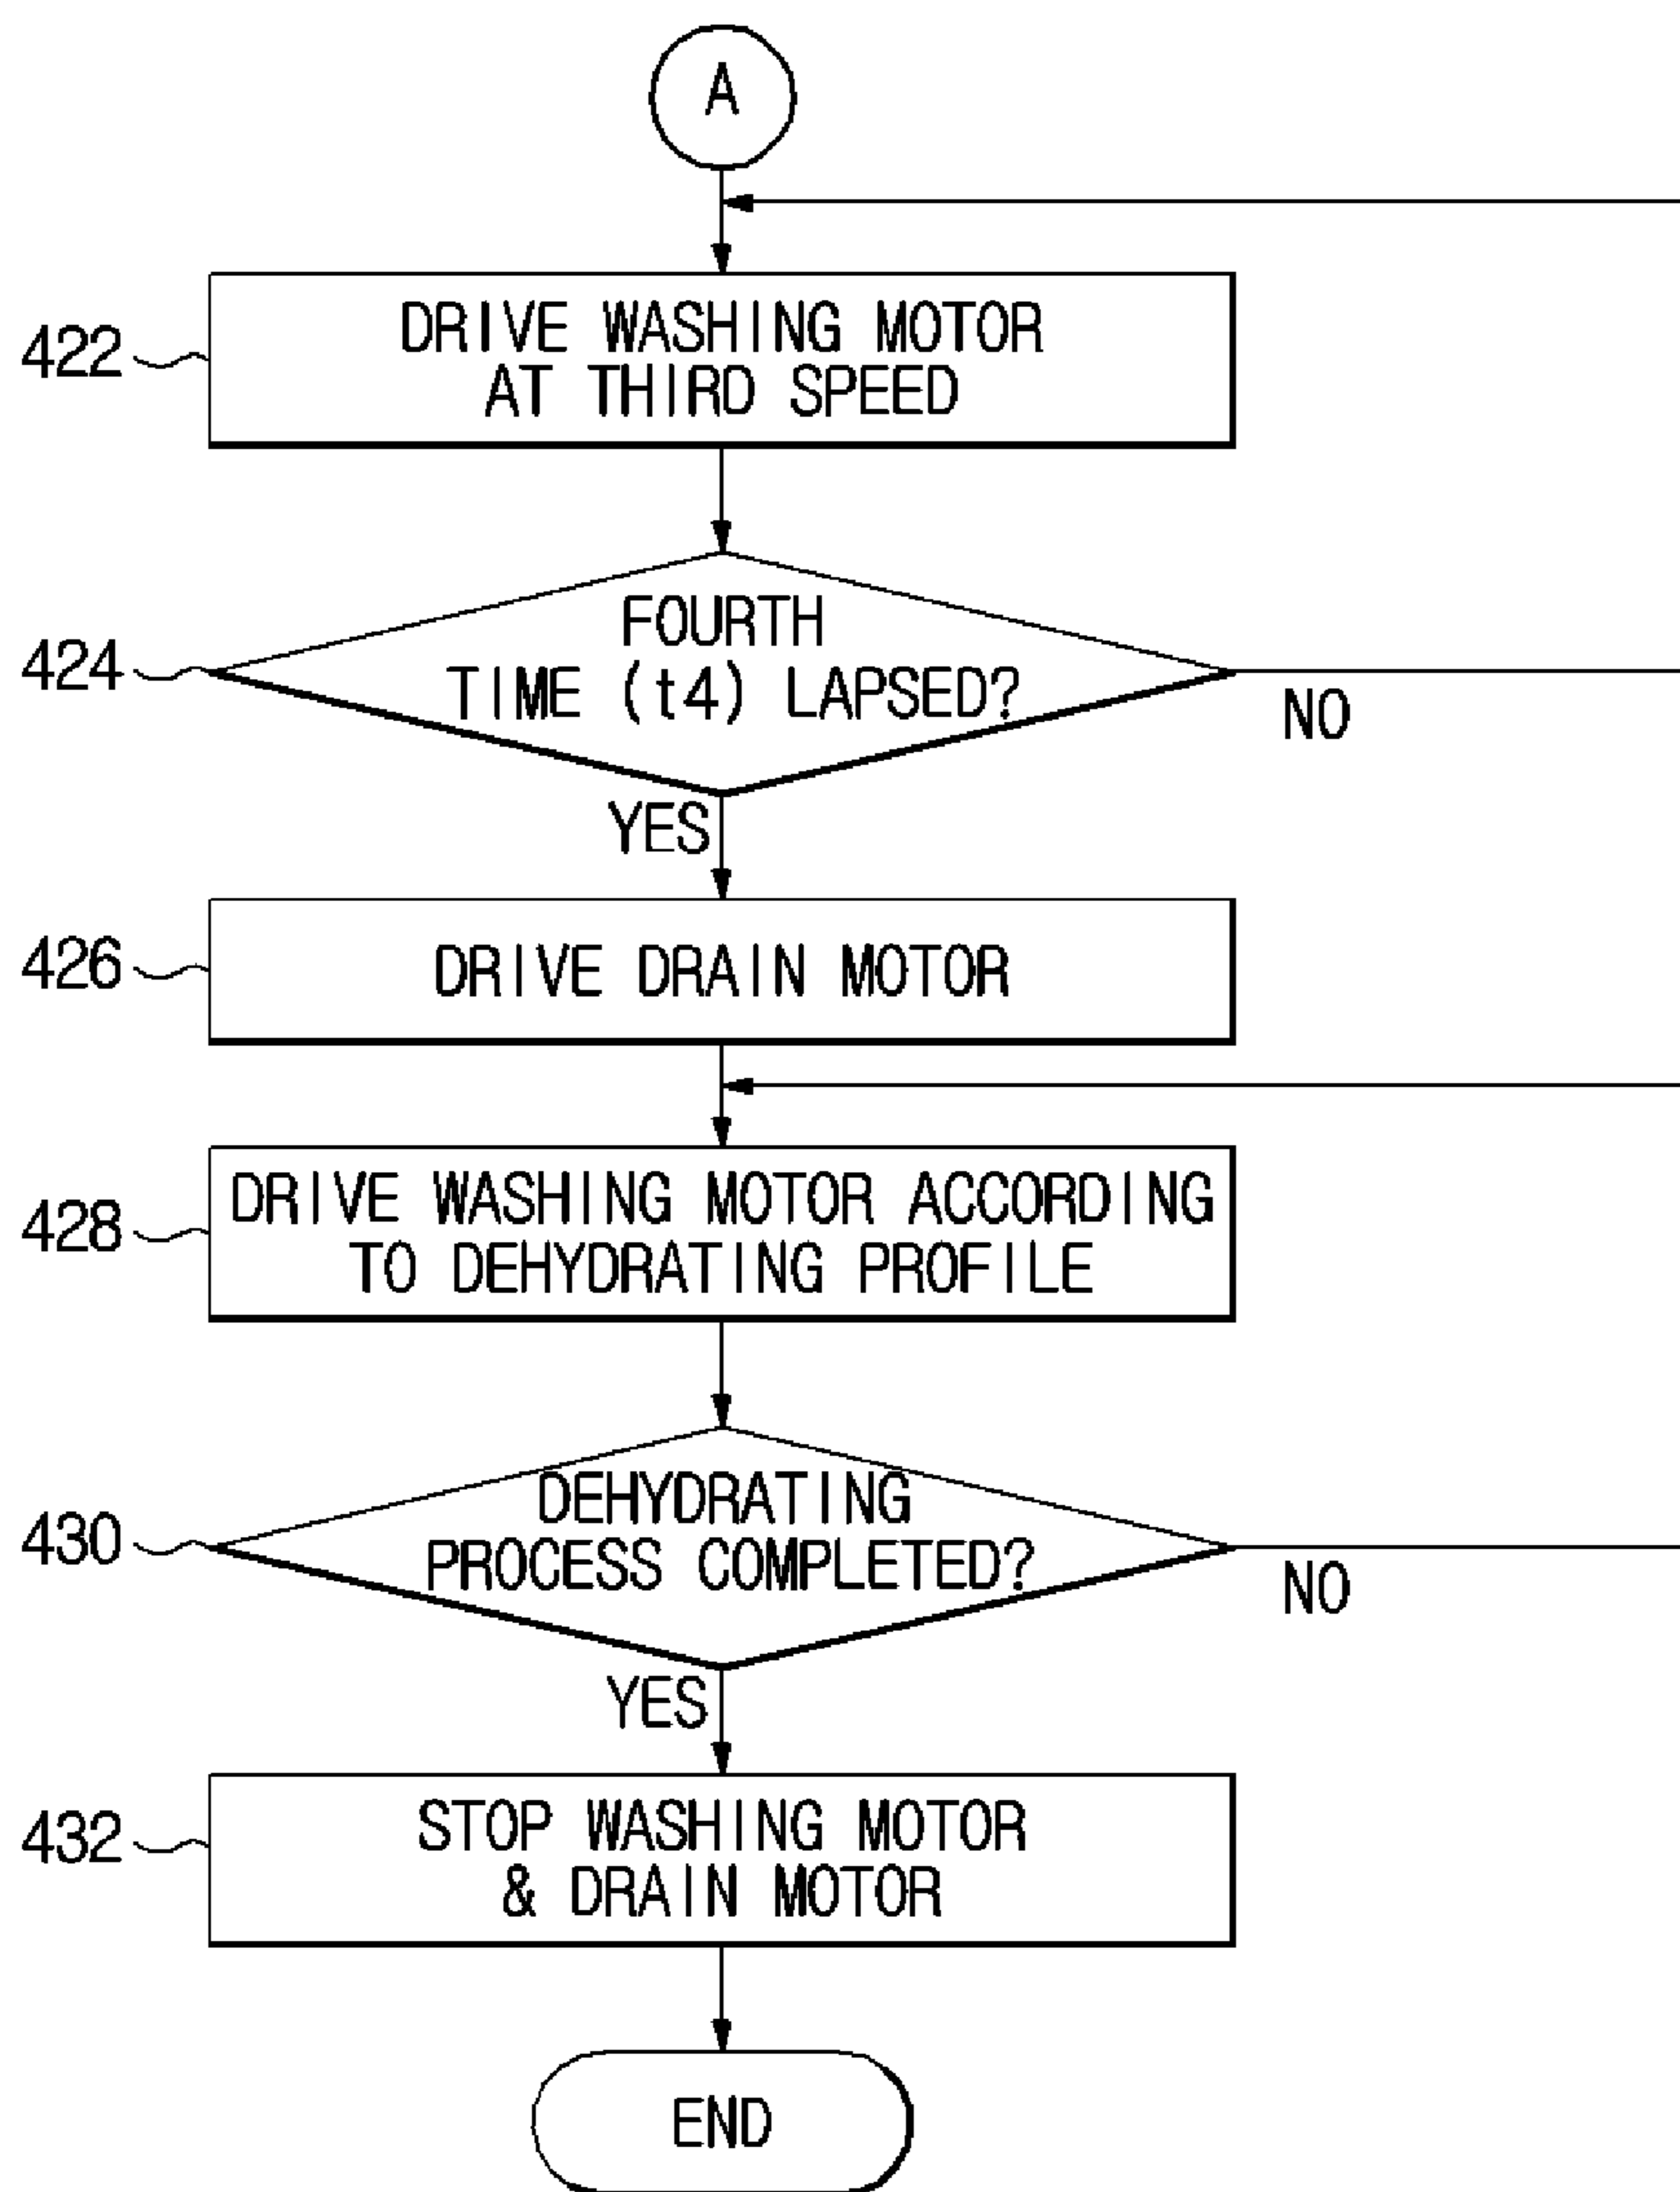 A
422
DRIVE WASHING MOTOR
AT THIRD SPEED
424
FOURTH
TIME (t4) LAPSED?
NO
YES
426
DRIVE DRAIN MOTOR
428
DRIVE WASHING MOTOR ACCORDING
TO DEHYDRATING PROFILE
430
DEHYDRATING
PROCESS COMPLETED?
NO
YES
432
STOP WASHING MOTOR
& DRAIN MOTOR
END